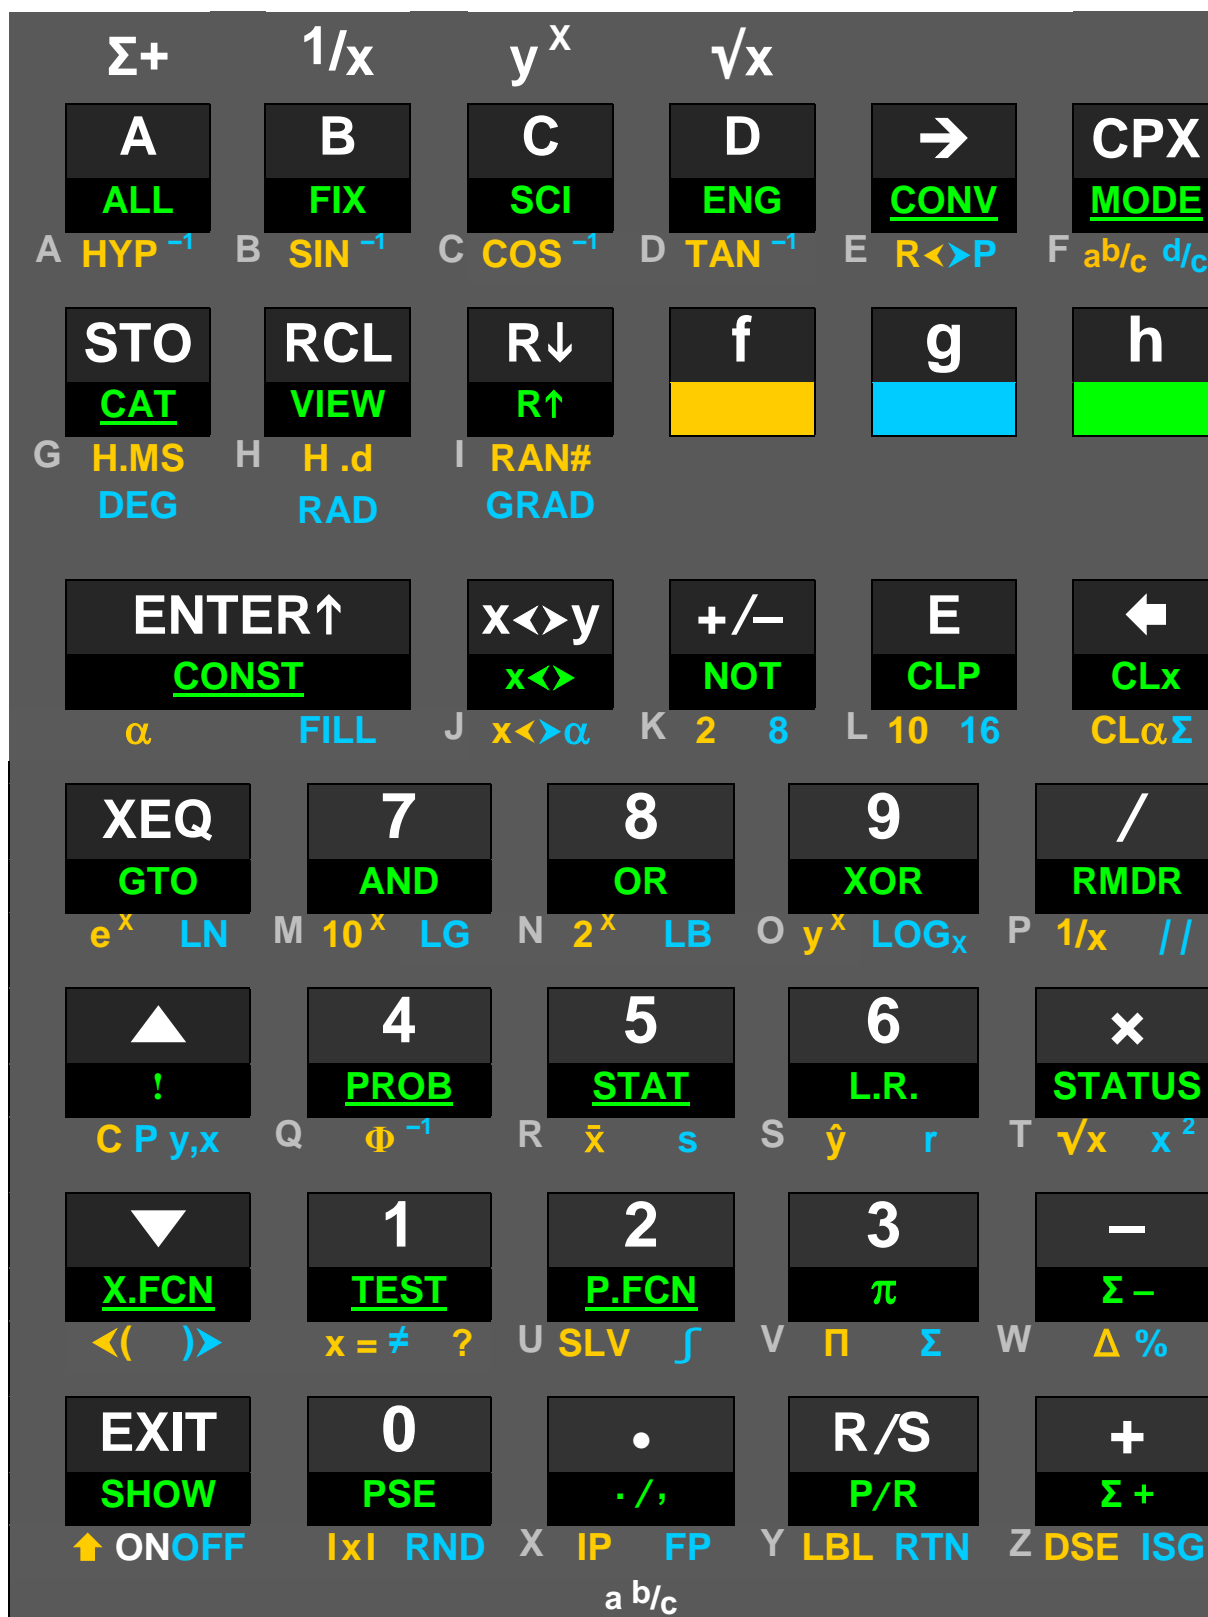 Σ+ 1/x y^x √x
A B C D ➔ CPX
ALL FIX SCI ENG CONV MODE
A HYP ⁻¹ B SIN ⁻¹ C COS ⁻¹ D TAN ⁻¹ E R<>P F a b/c d/c
STO RCL R↓ f g h
CAT VIEW R↑
G H.MS H H .d I RAN#
DEG RAD GRAD
ENTER↑ x<>y +/− E 🡄
CONST x<> NOT CLP CLx
α FILL J x<>α K 2 8 L 10 16 CLαΣ
XEQ 7 8 9 /
GTO AND OR XOR RMDR
e^x LN M 10^x LG N 2^x LB O y^x LOGₓ P 1/x //
▲ 4 5 6 ×
! PROB STAT L.R. STATUS
C P y,x Q Φ ⁻¹ R x̄ s S ŷ r T √x x²
▼ 1 2 3 −
X.FCN TEST P.FCN π Σ −
<( )> x = ≠ ? U SLV ∫ V Π Σ W Δ %
EXIT 0 • R/S +
SHOW PSE . / , P/R Σ +
🡅 ON OFF |x| RND X IP FP Y LBL RTN Z DSE ISG
a b/c